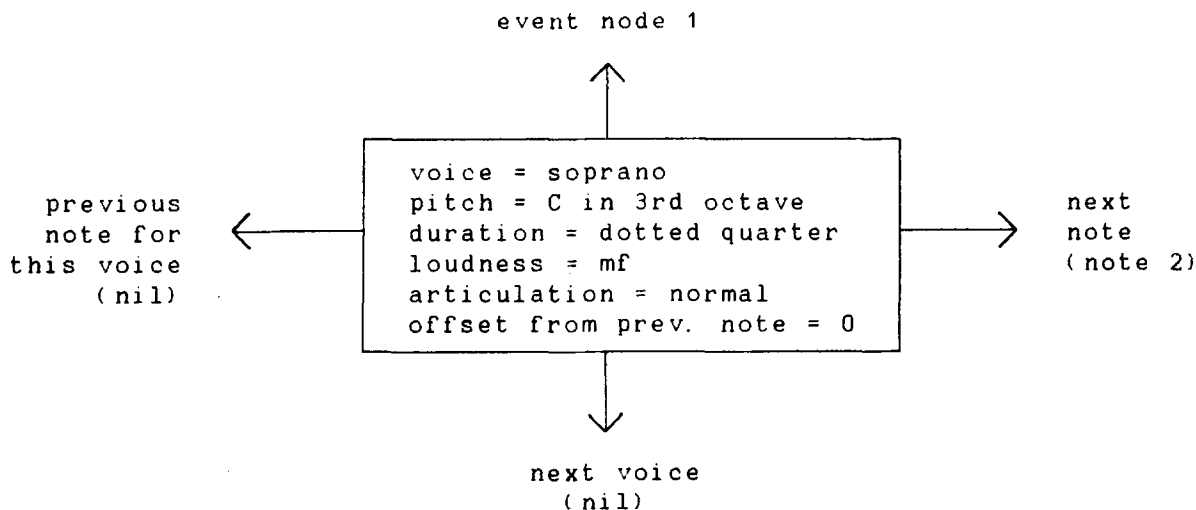 event node 1
voice = soprano
pitch = C in 3rd octave
duration = dotted quarter
loudness = mf
articulation = normal
offset from prev. note = 0
previous
note for
this voice
(nil)
next
note
(note 2)
next voice
(nil)